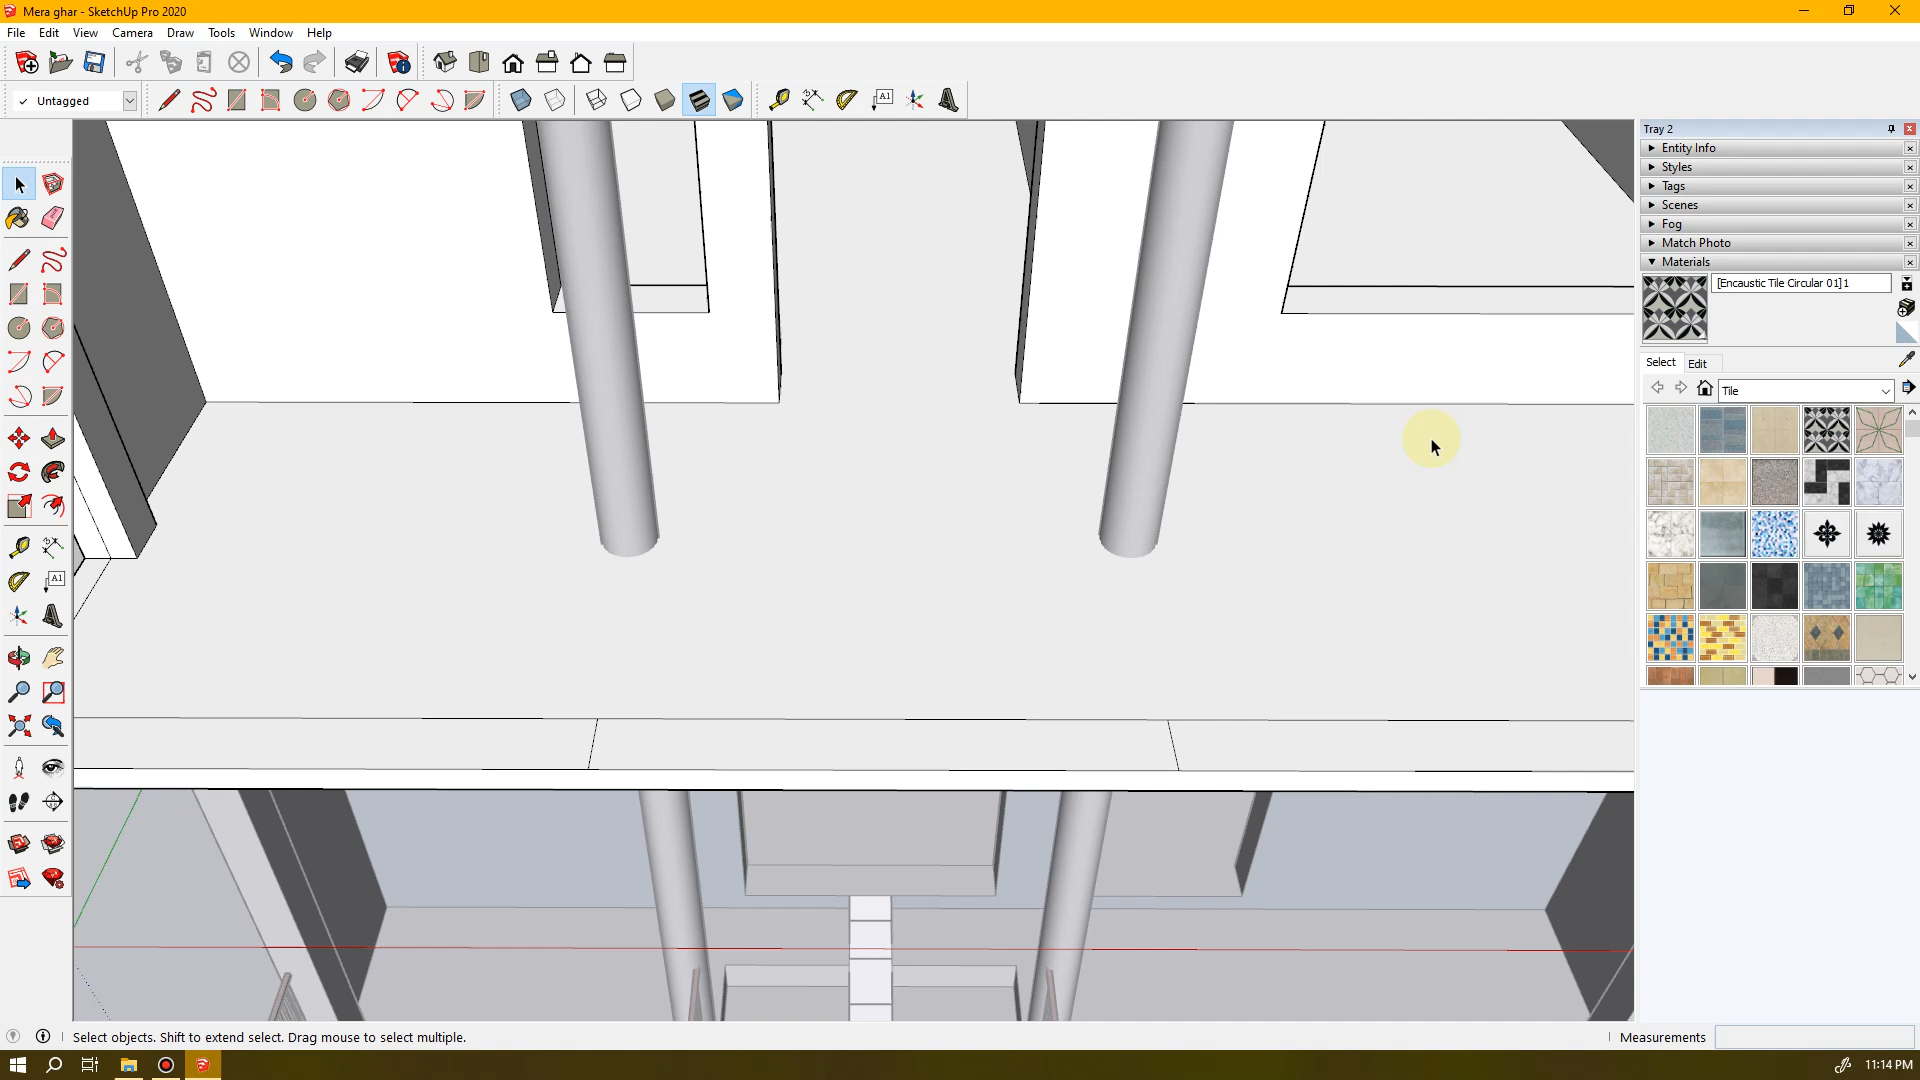 Mera ghar - SketchUp Pro 2020
File Edit View Camera Draw Tools Window Help
✓ Untagged
A1
A1
Tray 2
Entity Info
Styles
Tags
Scenes
Fog
Match Photo
Materials
[Encaustic Tile Circular 01]1
Select Edit
Tile
Select objects. Shift to extend select. Drag mouse to select multiple.
Measurements
11:14 PM